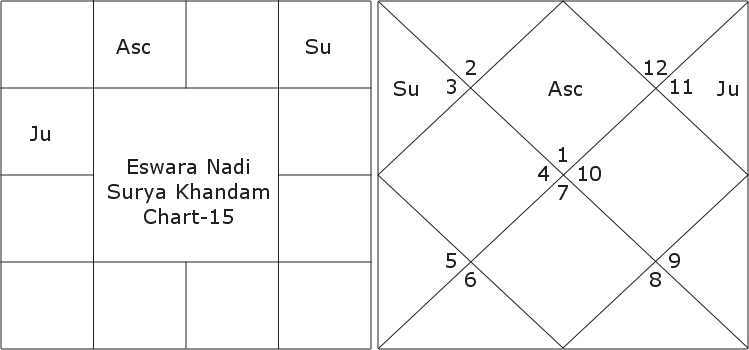 Asc
Su
Ju
Eswara Nadi
Surya Khandam
Chart-15
2
12
Su
3
Asc
11
Ju
1
4
10
7
5
9
6
8